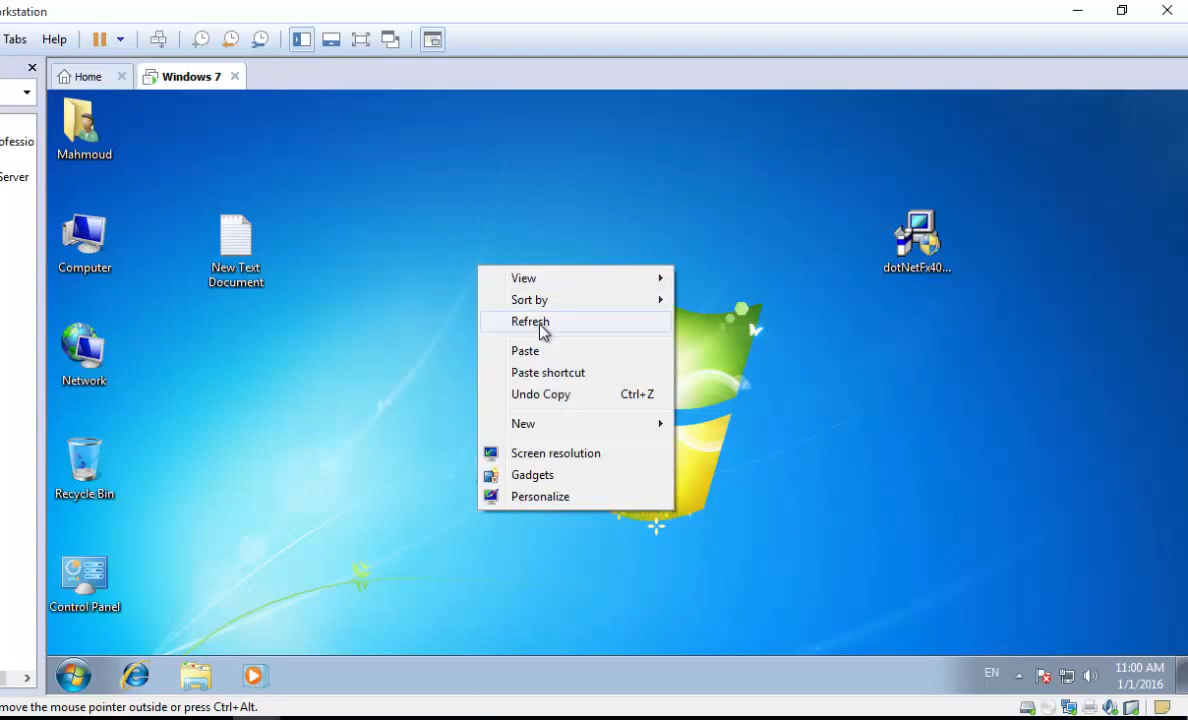 orkstation
Tabs Help
Home
Windows 7
ofessio
Server
Mahmoud
Computer
New Text
Document
dotNetFx40...
Network
Recycle Bin
Control Panel
View
Sort by
Refresh
Paste
Paste shortcut
Undo Copy Ctrl+Z
New
Screen resolution
Gadgets
Personalize
EN
11:00 AM
1/1/2016
move the mouse pointer outside or press Ctrl+Alt.